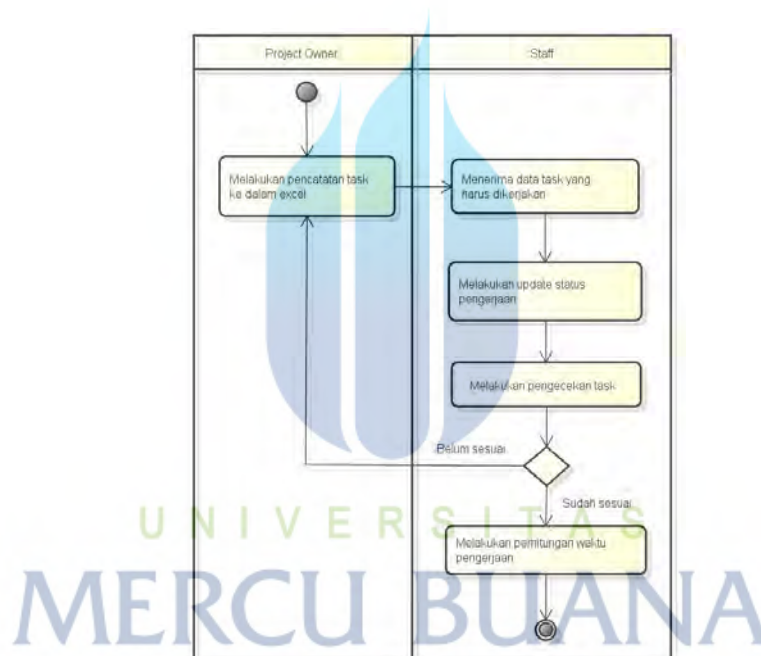 Project Owner
Staff
Melakukan pencatatan task
ke dalam excel
Menerima data task yang
harus dikerjakan
Melakukan update status
pengerjaan
Melakukan pengecekan task
Belum sesuai
Sudah sesuai
Melakukan perhitungan waktu
pengerjaan
UNIVERSITAS
MERCU BUANA